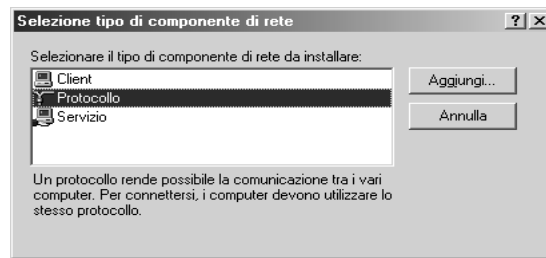 Selezione tipo di componente di rete
Selezionare il tipo di componente di rete da installare:
Client
Protocollo
Servizio
Aggiungi...
Annulla
Un protocollo rende possibile la comunicazione tra i vari
computer. Per connettersi, i computer devono utilizzare lo
stesso protocollo.